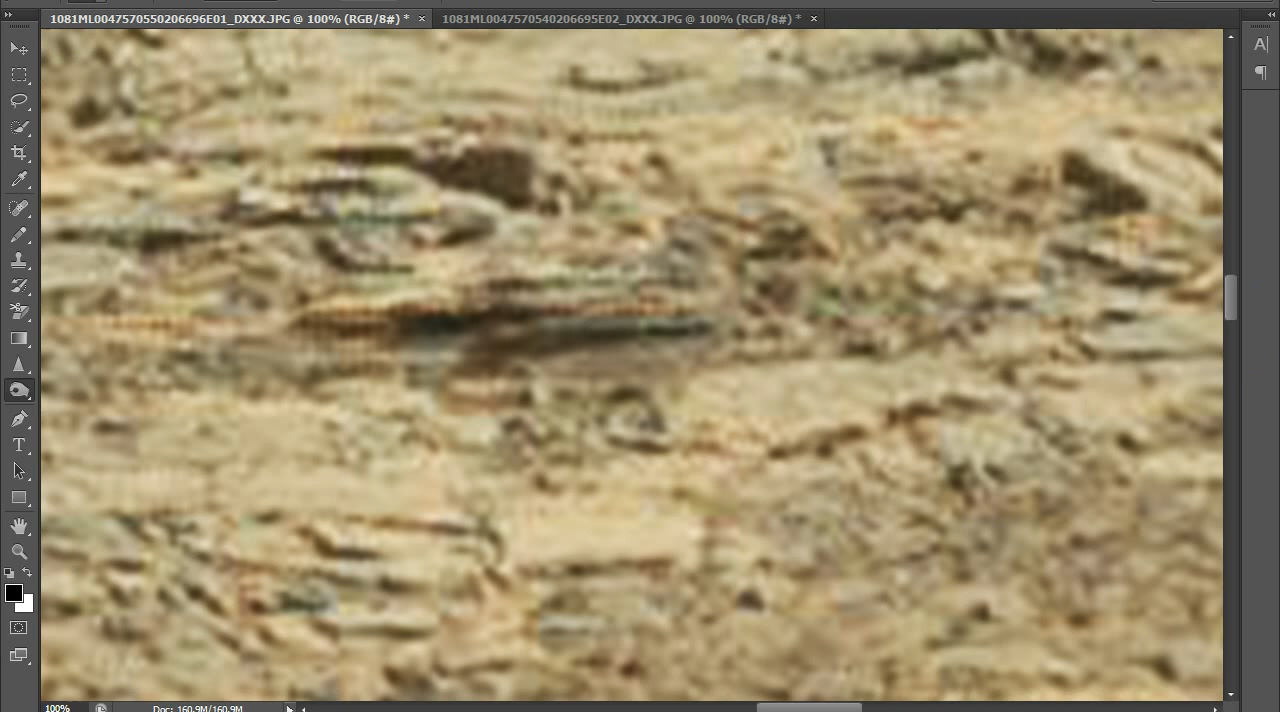 1081ML0047570550206696E01_DXXX.JPG @ 100% (RGB/8#) * × 1081ML0047570540206695E02_DXXX.JPG @ 100% (RGB/8#) * ×
A
¶
T
100% Doc: 160.9M/160.9M